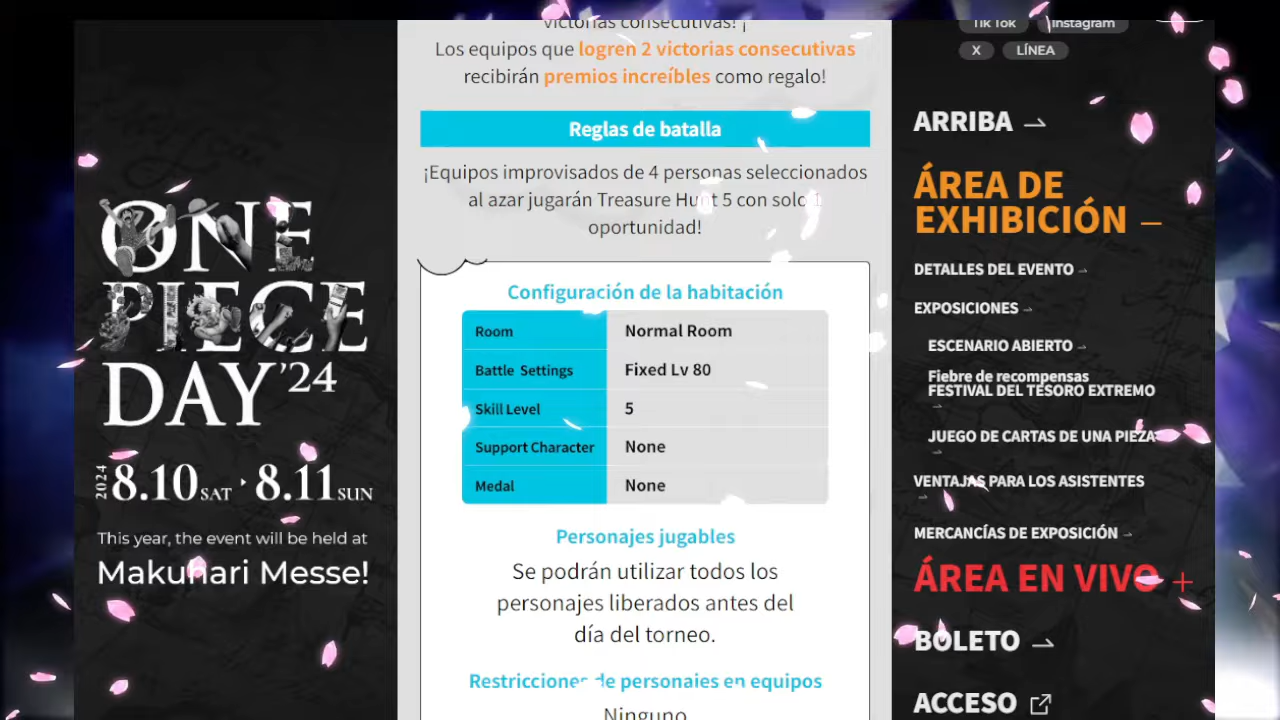 ONE
PIECE
DAY '24
2024 8.10 SAT 8.11 SUN
This year, the event will be held at
Makuhari Messe!
victorias consecutivas! ¡
Los equipos que logren 2 victorias consecutivas
recibirán premios increíbles como regalo!
Reglas de batalla
¡Equipos improvisados de 4 personas seleccionados
al azar jugarán Treasure Hunt 5 con solo 1
oportunidad!
Configuración de la habitación
Room Normal Room
Battle Settings Fixed Lv 80
Skill Level 5
Support Character None
Medal None
Personajes jugables
Se podrán utilizar todos los
personajes liberados antes del
día del torneo.
Restricciones de personajes en equipos
Ninguno
Tik Tok Instagram
X LÍNEA
ARRIBA
ÁREA DE
EXHIBICIÓN
DETALLES DEL EVENTO
EXPOSICIONES
ESCENARIO ABIERTO
Fiebre de recompensas
FESTIVAL DEL TESORO EXTREMO
JUEGO DE CARTAS DE UNA PIEZA
VENTAJAS PARA LOS ASISTENTES
MERCANCÍAS DE EXPOSICIÓN
ÁREA EN VIVO +
BOLETO
ACCESO